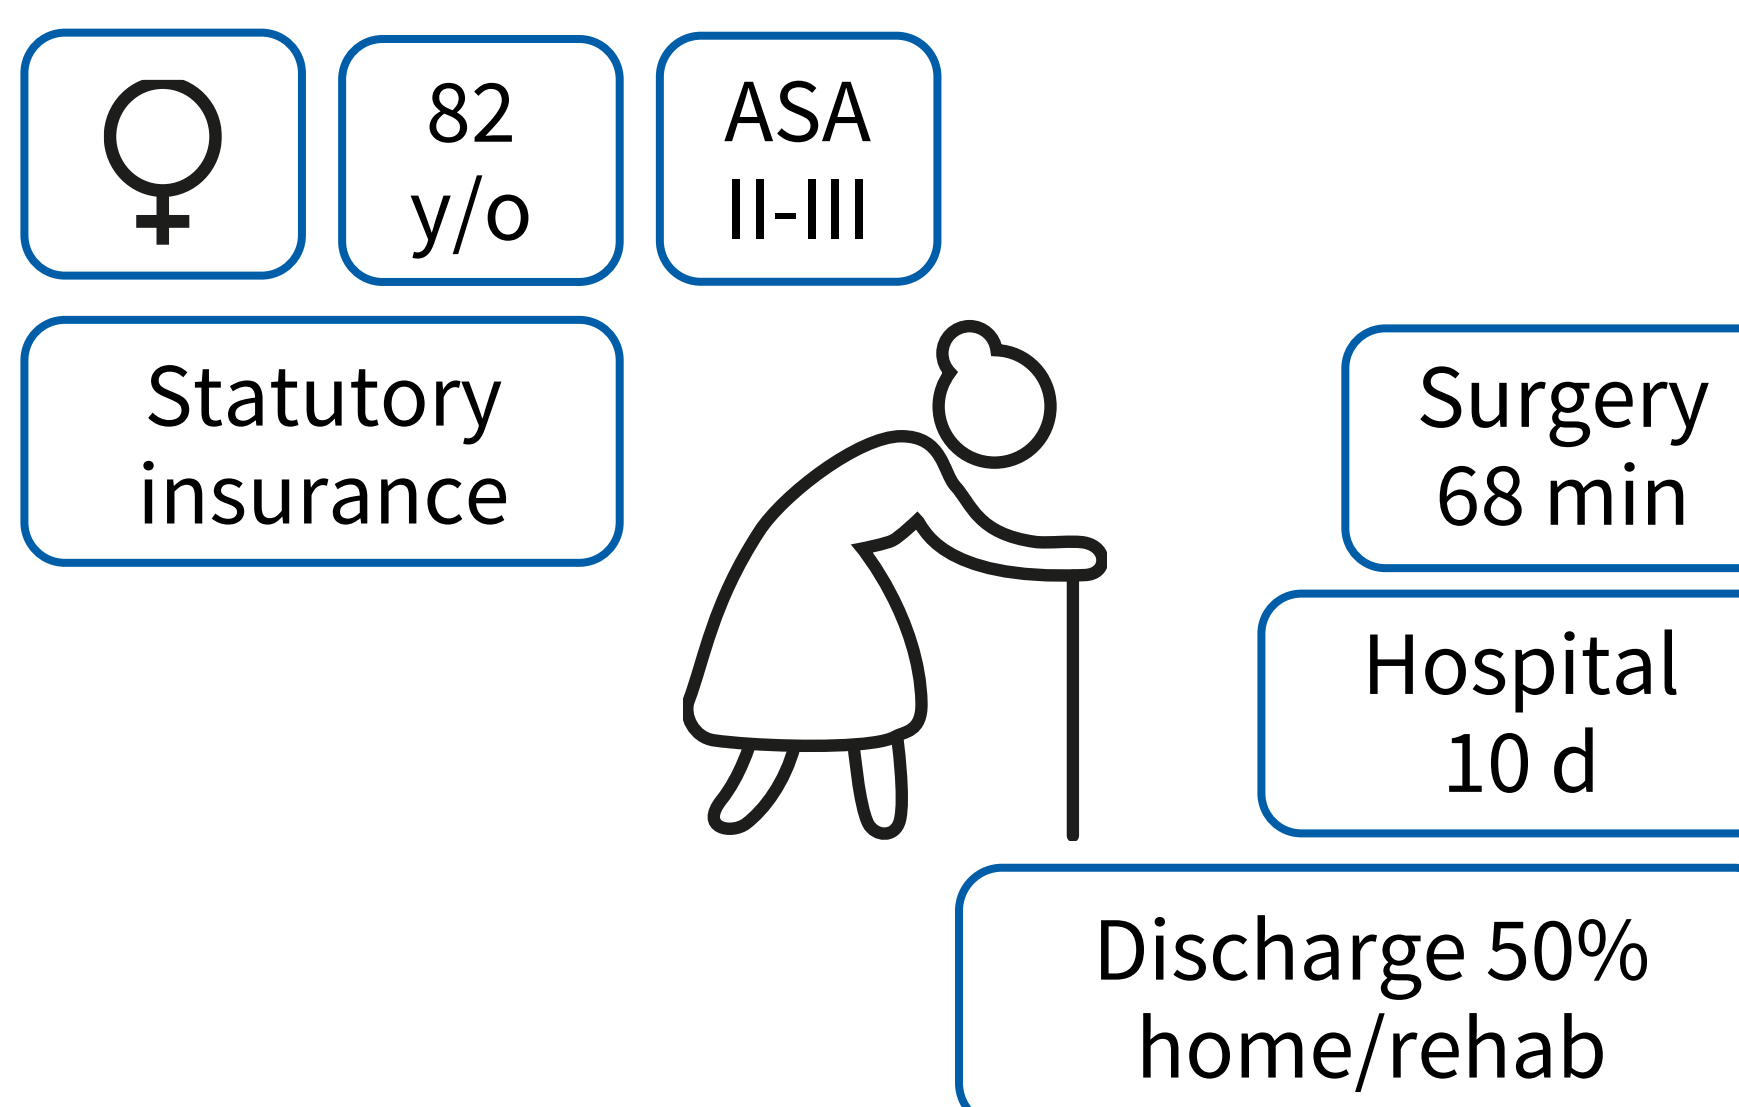 82
y/o
ASA
II-III
Statutory
insurance
Surgery
68 min
Hospital
10 d
Discharge 50%
home/rehab